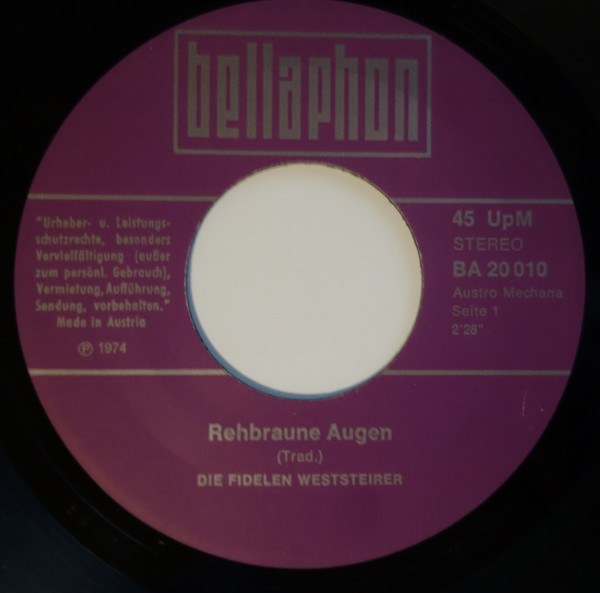 bellaphon
"Urheber- u. Leistungs-
schutzrechte, besonders
Vervielfältigung (außer
zum persönl. Gebrauch),
Vermietung, Aufführung,
Sendung, vorbehalten."
Made in Austria
℗ 1974
45 UpM
STEREO
BA 20 010
Austro Mechana
Seite 1
2'28"
Rehbraune Augen
(Trad.)
DIE FIDELEN WESTSTEIRER